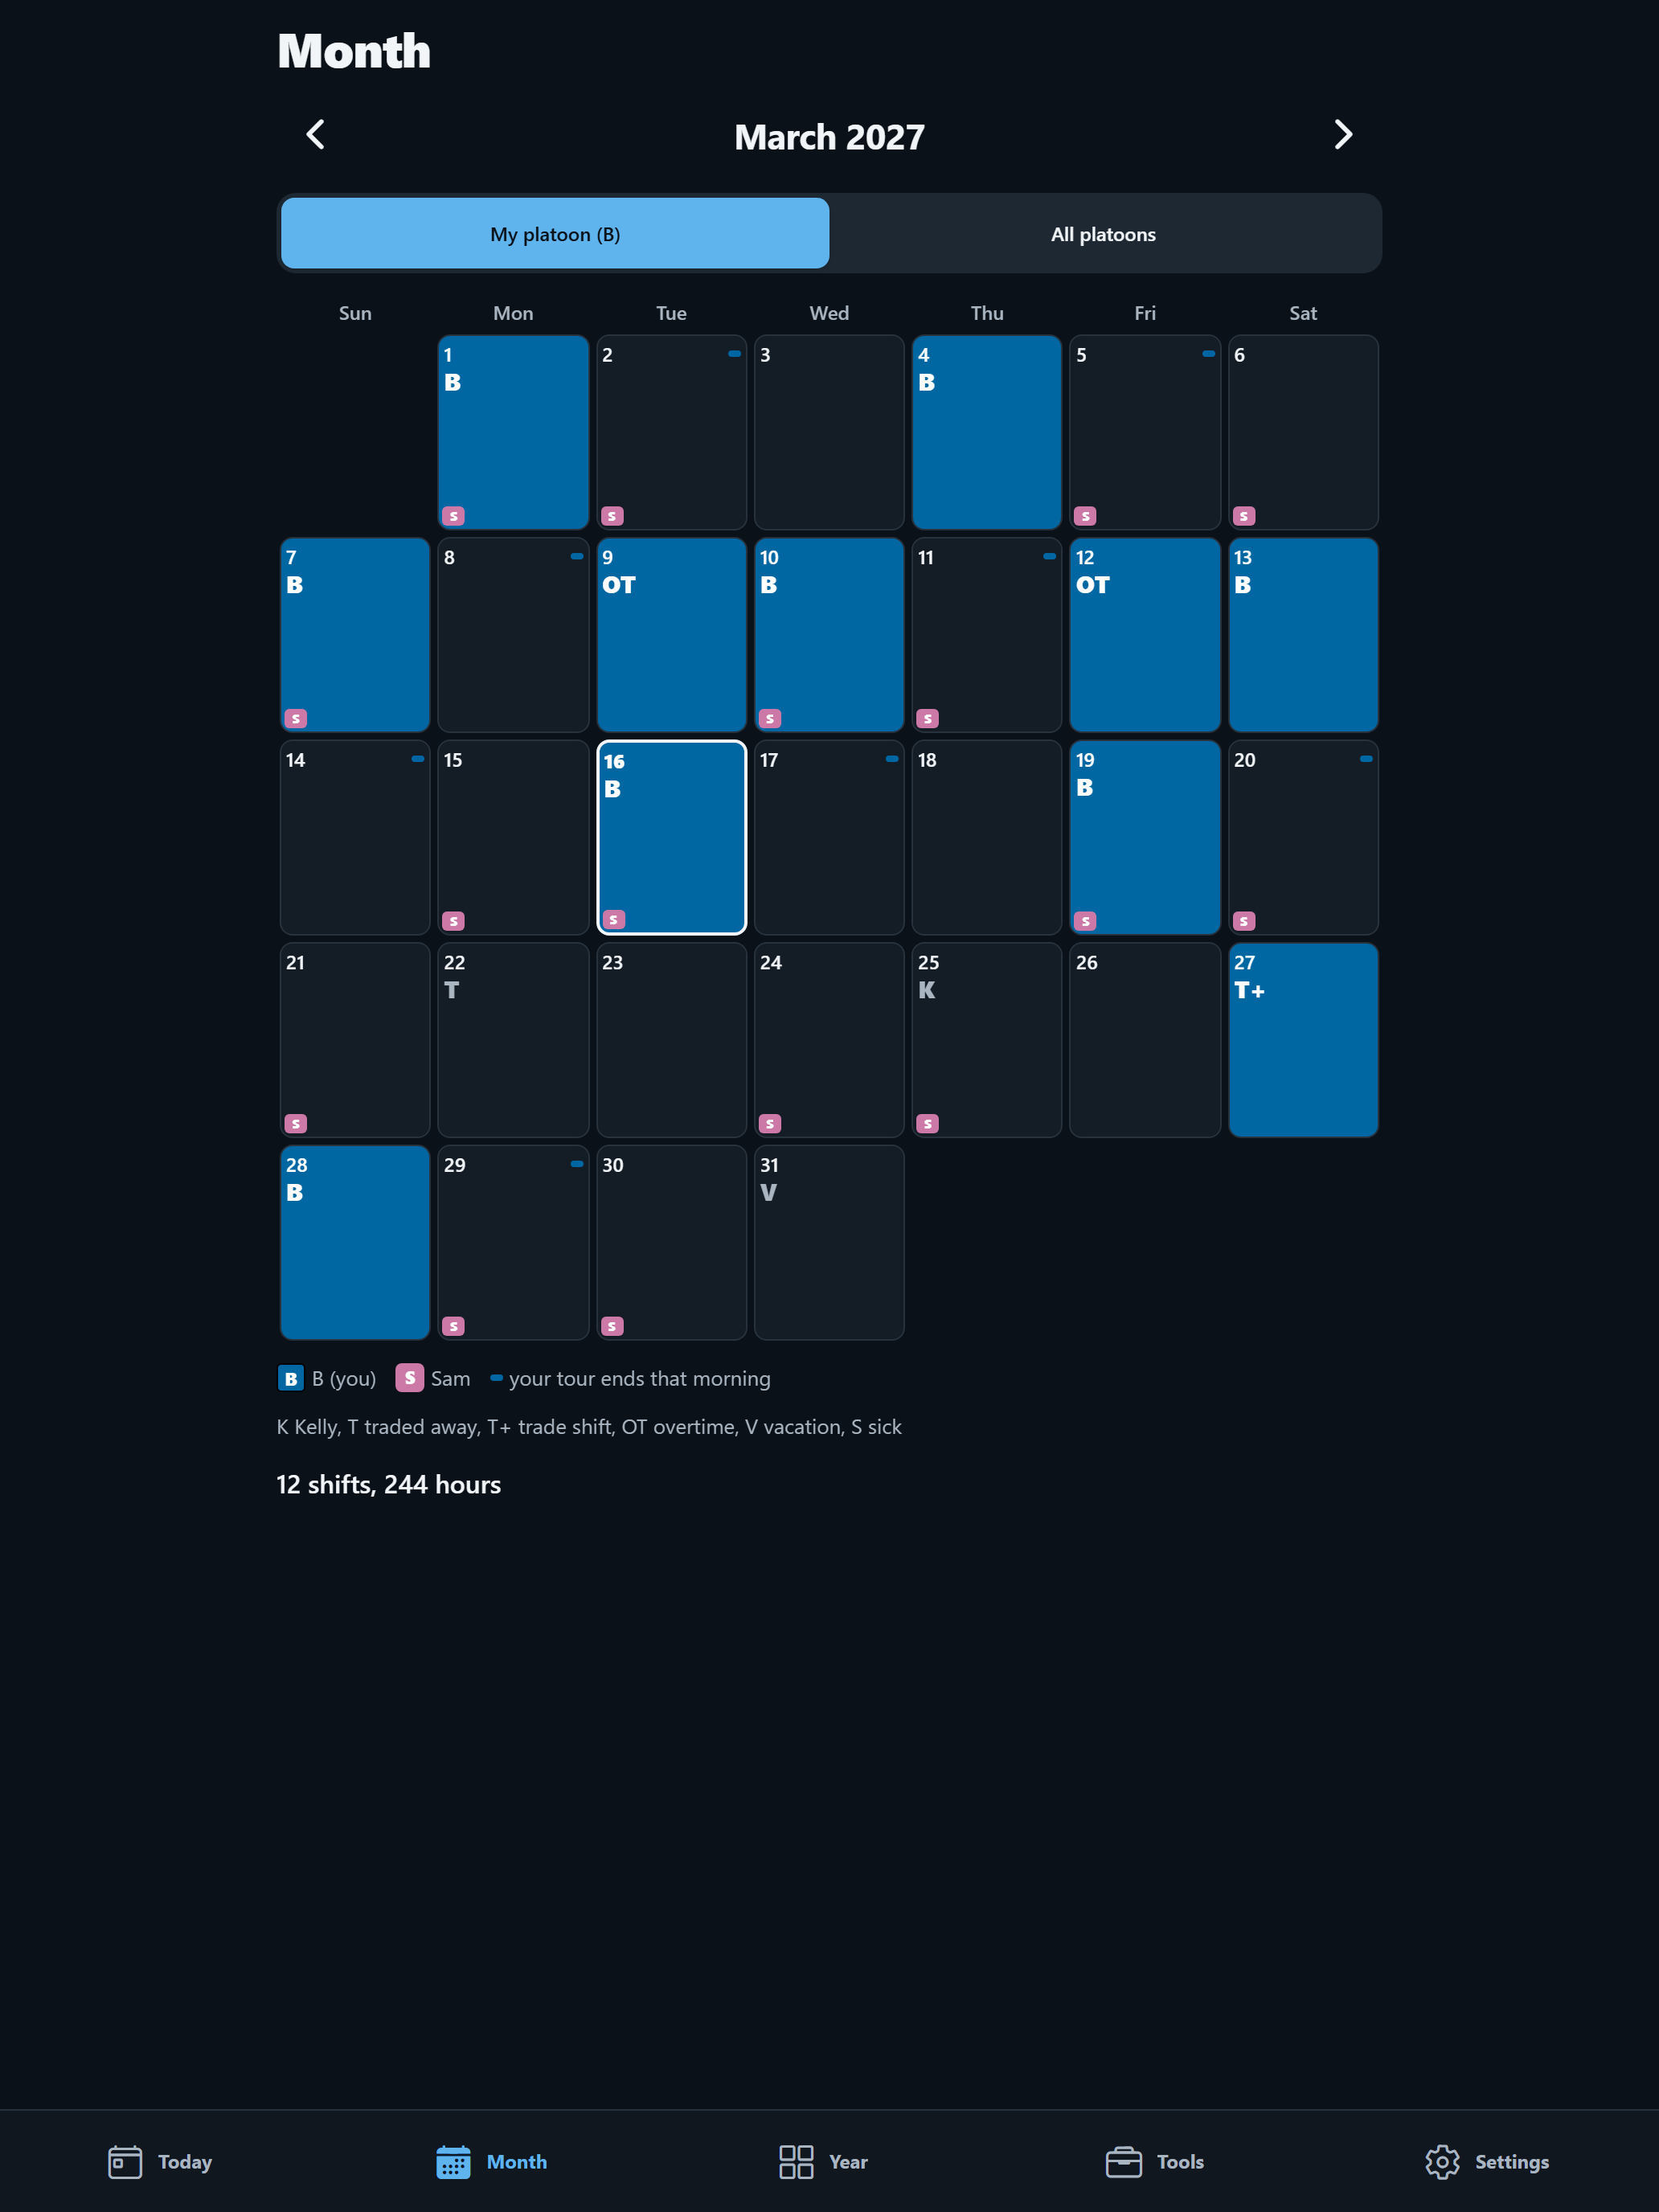 Month
March 2027
My platoon (B) All platoons
Sun Mon Tue Wed Thu Fri Sat
1 2 3 4 5 6
B B
S S S S
7 8 9 10 11 12 13
B OT B OT B
S S S
14 15 16 17 18 19 20
B B
S S S S
21 22 23 24 25 26 27
T K T+
S S S
28 29 30 31
B V
S S
B B (you) S Sam your tour ends that morning
K Kelly, T traded away, T+ trade shift, OT overtime, V vacation, S sick
12 shifts, 244 hours
Today Month Year Tools Settings